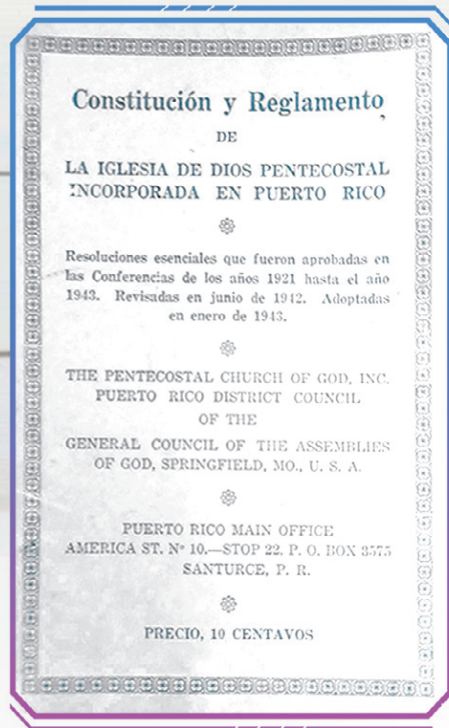 Constitución y Reglamento
DE
LA IGLESIA DE DIOS PENTECOSTAL
INCORPORADA EN PUERTO RICO
Resoluciones esenciales que fueron aprobadas en
las Conferencias de los años 1921 hasta el año
1943. Revisadas en junio de 1942. Adoptadas
en enero de 1943.
THE PENTECOSTAL CHURCH OF GOD, INC.
PUERTO RICO DISTRICT COUNCIL
OF THE
GENERAL COUNCIL OF THE ASSEMBLIES
OF GOD, SPRINGFIELD, MO., U. S. A.
PUERTO RICO MAIN OFFICE
AMERICA ST. Nº 10.—STOP 22. P. O. BOX 3575
SANTURCE, P. R.
PRECIO, 10 CENTAVOS